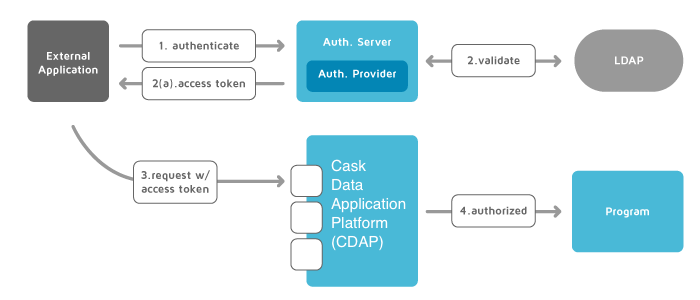 External
Application
1. authenticate
Auth. Server
Auth. Provider
2.validate
LDAP
2(a).access token
3.request w/
access token
Cask
Data
Application
Platform
(CDAP)
4.authorized
Program